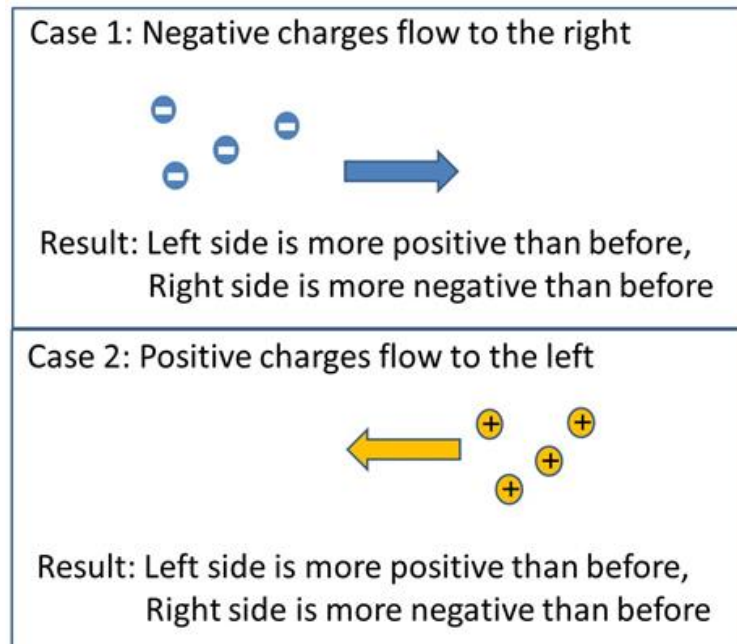 Case 1: Negative charges flow to the right
Result: Left side is more positive than before,
Right side is more negative than before
Case 2: Positive charges flow to the left
Result: Left side is more positive than before,
Right side is more negative than before